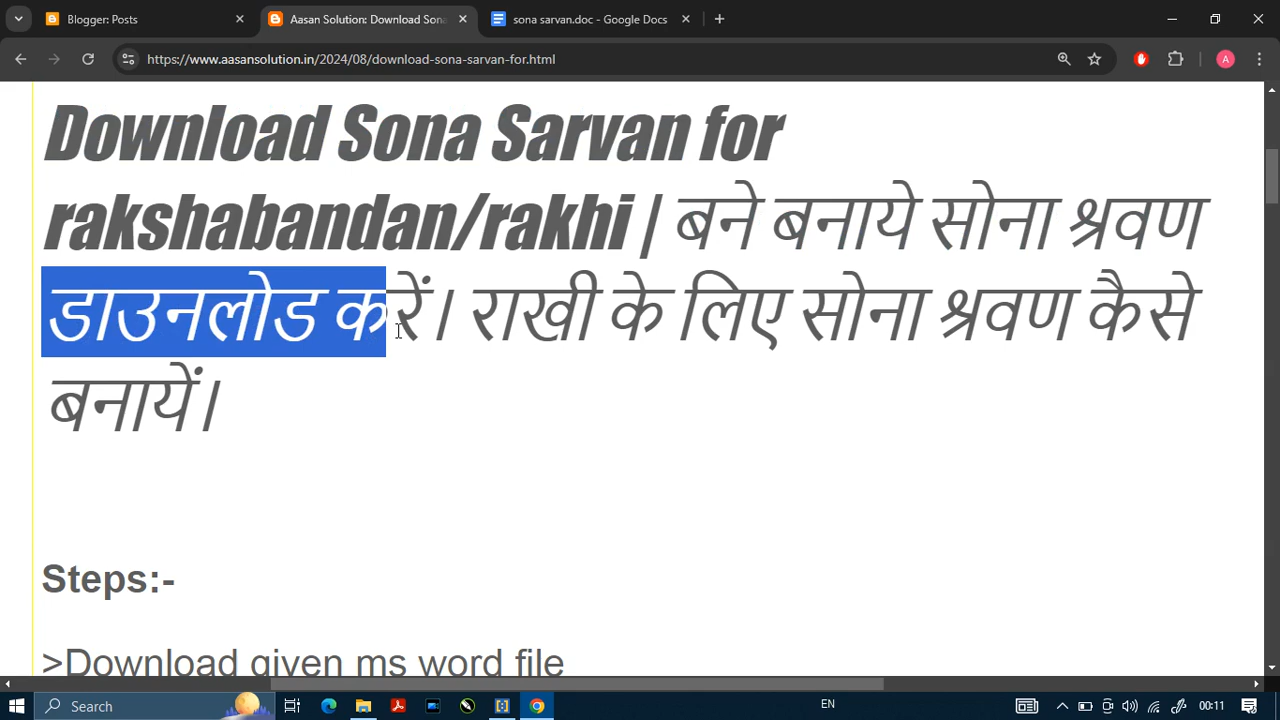 Blogger: Posts
Aasan Solution: Download Sona
sona sarvan.doc - Google Docs
https://www.aasansolution.in/2024/08/download-sona-sarvan-for.html
A
Download Sona Sarvan for
rakshabandan/rakhi | बने बनाये सोना श्रवण
डाउनलोड करें। राखी के लिए सोना श्रवण कैसे
बनायें।
Steps:-
>Download given ms word file
Search
EN
00:11